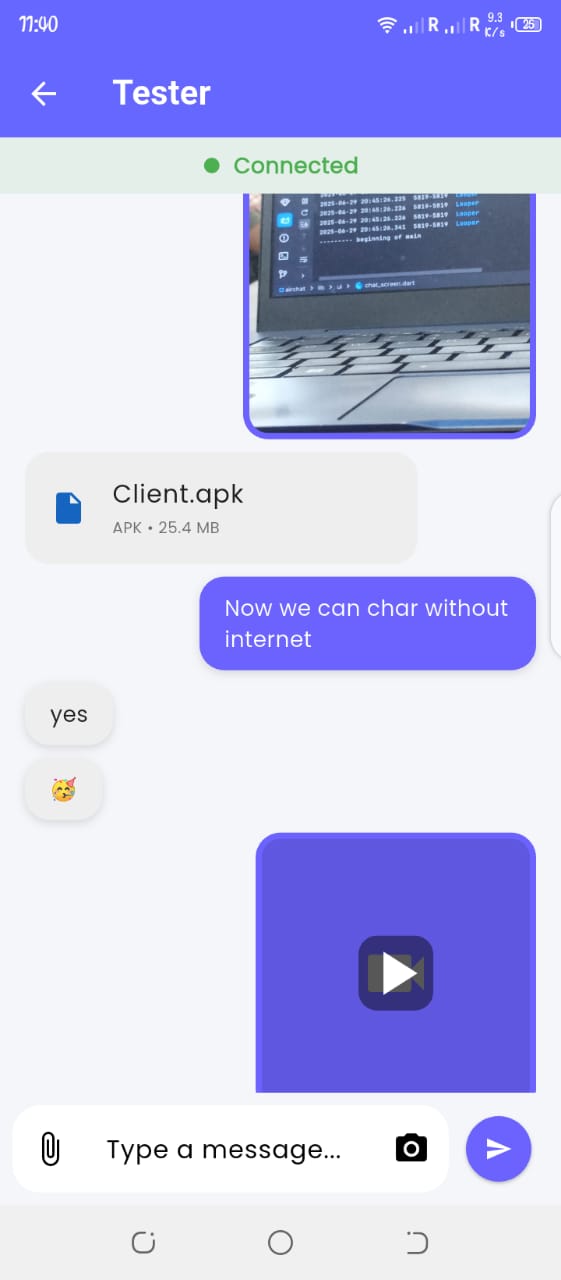 11:40
R
R
9.3
K/s
25
Tester
Connected
2025-06-29 20:45:26.225 5819-5819 Looper
2025-06-29 20:45:26.226 5819-5819 Looper
2025-06-29 20:45:26.226 5819-5819 Looper
2025-06-29 20:45:26.341 5819-5819 Looper
--------- beginning of main
airchat > lib > ui > chat_screen.dart
Client.apk
APK • 25.4 MB
Now we can char without
internet
yes
Type a message...